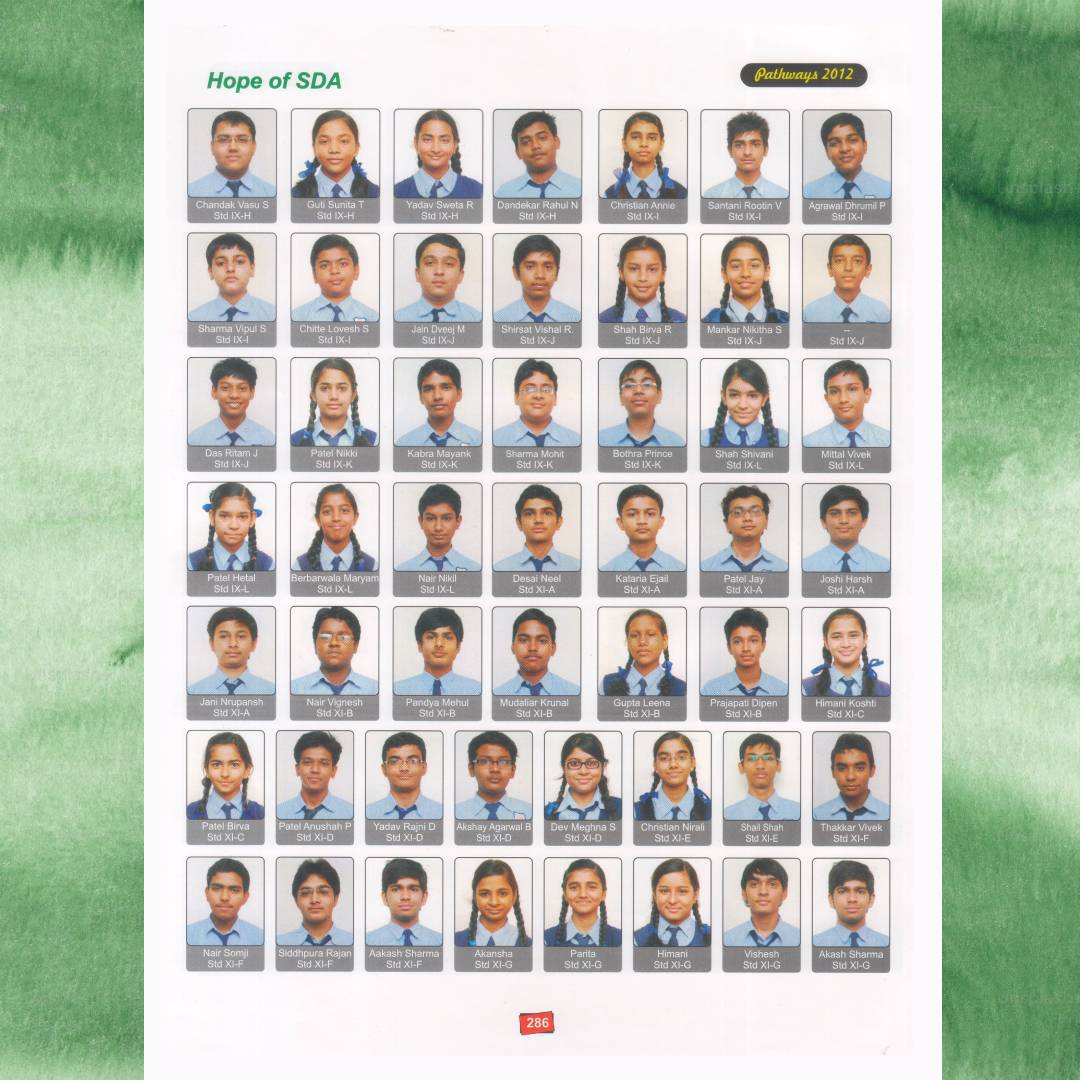 Hope of SDA
Pathways 2012
Chandak Vasu S
Std IX-H
Guti Sunita T
Std IX-H
Yadav Sweta R
Std IX-H
Dandekar Rahul N
Std IX-H
Christian Annie
Std IX-I
Santani Rootin V
Std IX-I
Agrawal Dhrumil P
Std IX-I
Sharma Vipul S
Std IX-I
Chitte Lovesh S
Std IX-I
Jain Dveej M
Std IX-J
Shirsat Vishal R.
Std IX-J
Shah Birva R
Std IX-J
Mankar Nikitha S
Std IX-J
--
Std IX-J
Das Ritam J
Std IX-J
Patel Nikki
Std IX-K
Kabra Mayank
Std IX-K
Sharma Mohit
Std IX-K
Bothra Prince
Std IX-K
Shah Shivani
Std IX-L
Mittal Vivek
Std IX-L
Patel Hetal
Std IX-L
Berbarwala Maryam
Std IX-L
Nair Nikil
Std IX-L
Desai Neel
Std XI-A
Kataria Ejail
Std XI-A
Patel Jay
Std XI-A
Joshi Harsh
Std XI-A
Jani Nrupansh
Std XI-A
Nair Vignesh
Std XI-B
Pandya Mehul
Std XI-B
Mudaliar Krunal
Std XI-B
Gupta Leena
Std XI-B
Prajapati Dipen
Std XI-B
Himani Koshti
Std XI-C
Patel Birva
Std XI-C
Patel Anushah P
Std XI-D
Yadav Rajni D
Std XI-D
Akshay Agarwal B
Std XI-D
Dev Meghna S
Std XI-D
Christian Nirali
Std XI-E
Shail Shah
Std XI-E
Thakkar Vivek
Std XI-F
Nair Somji
Std XI-F
Siddhpura Rajan
Std XI-F
Aakash Sharma
Std XI-F
Akansha
Std XI-G
Parita
Std XI-G
Himani
Std XI-G
Vishesh
Std XI-G
Akash Sharma
Std XI-G
286